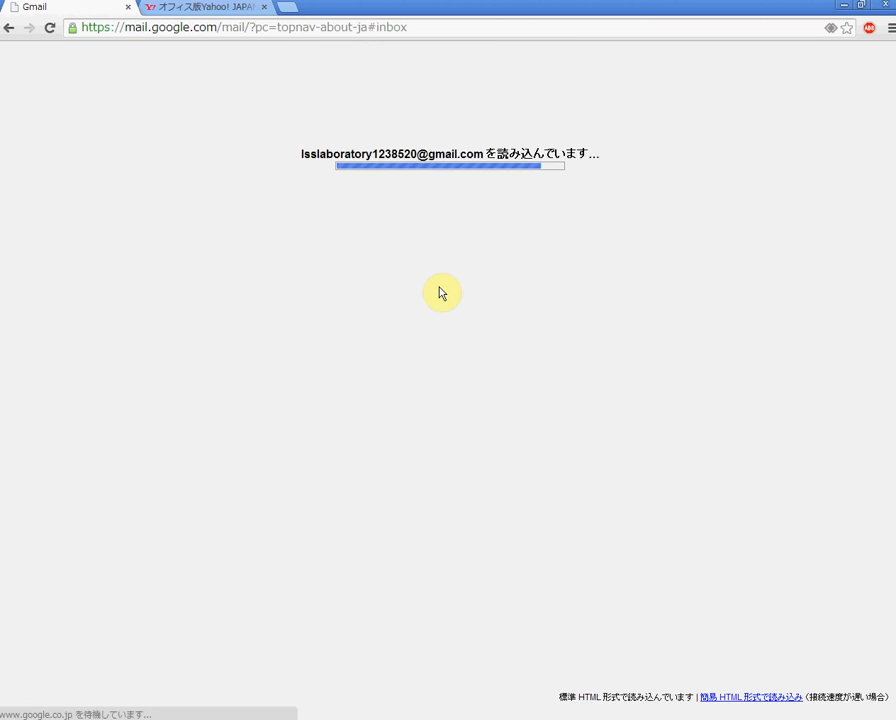 Gmail
オフィス版Yahoo! JAPA
https://mail.google.com/mail/?pc=topnav-about-ja#inbox
ABP
lsslaboratory1238520@gmail.com を読み込んでいます...
標準 HTML 形式で読み込んでいます | 簡易 HTML 形式で読み込み (接続速度が遅い場合)
www.google.co.jp を待機しています...